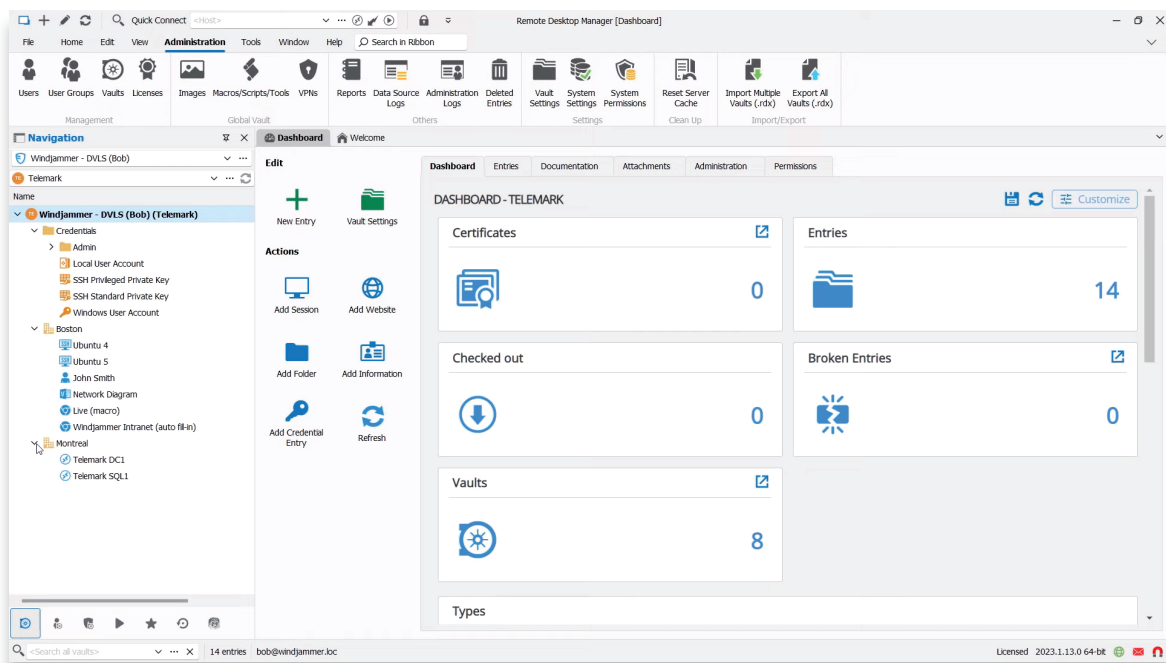 Quick Connect <Host>
Remote Desktop Manager [Dashboard]
File Home Edit View Administration Tools Window Help Search in Ribbon
Users User Groups Vaults Licenses Images Macros/Scripts/Tools VPNs Reports Data Source Logs Administration Logs Deleted Entries Vault Settings System Settings System Permissions Reset Server Cache Import Multiple Vaults (.rdx) Export All Vaults (.rdx)
Management Global Vault Others Settings Clean Up Import/Export
Navigation
Dashboard Welcome
Windjammer - DVLS (Bob)
Telemark
Name
Windjammer - DVLS (Bob) (Telemark)
Credentials
Admin
Local User Account
SSH Privileged Private Key
SSH Standard Private Key
Windows User Account
Boston
Ubuntu 4
Ubuntu 5
John Smith
Network Diagram
Live (macro)
Windjammer Intranet (auto fill-in)
Montreal
Telemark DC1
Telemark SQL1
Edit
New Entry Vault Settings
Actions
Add Session Add Website
Add Folder Add Information
Add Credential Entry Refresh
Dashboard Entries Documentation Attachments Administration Permissions
DASHBOARD - TELEMARK
Customize
Certificates
0
Entries
14
Checked out
0
Broken Entries
0
Vaults
8
Types
<Search all vaults>
14 entries bob@windjammer.loc
Licensed 2023.1.13.0 64-bit